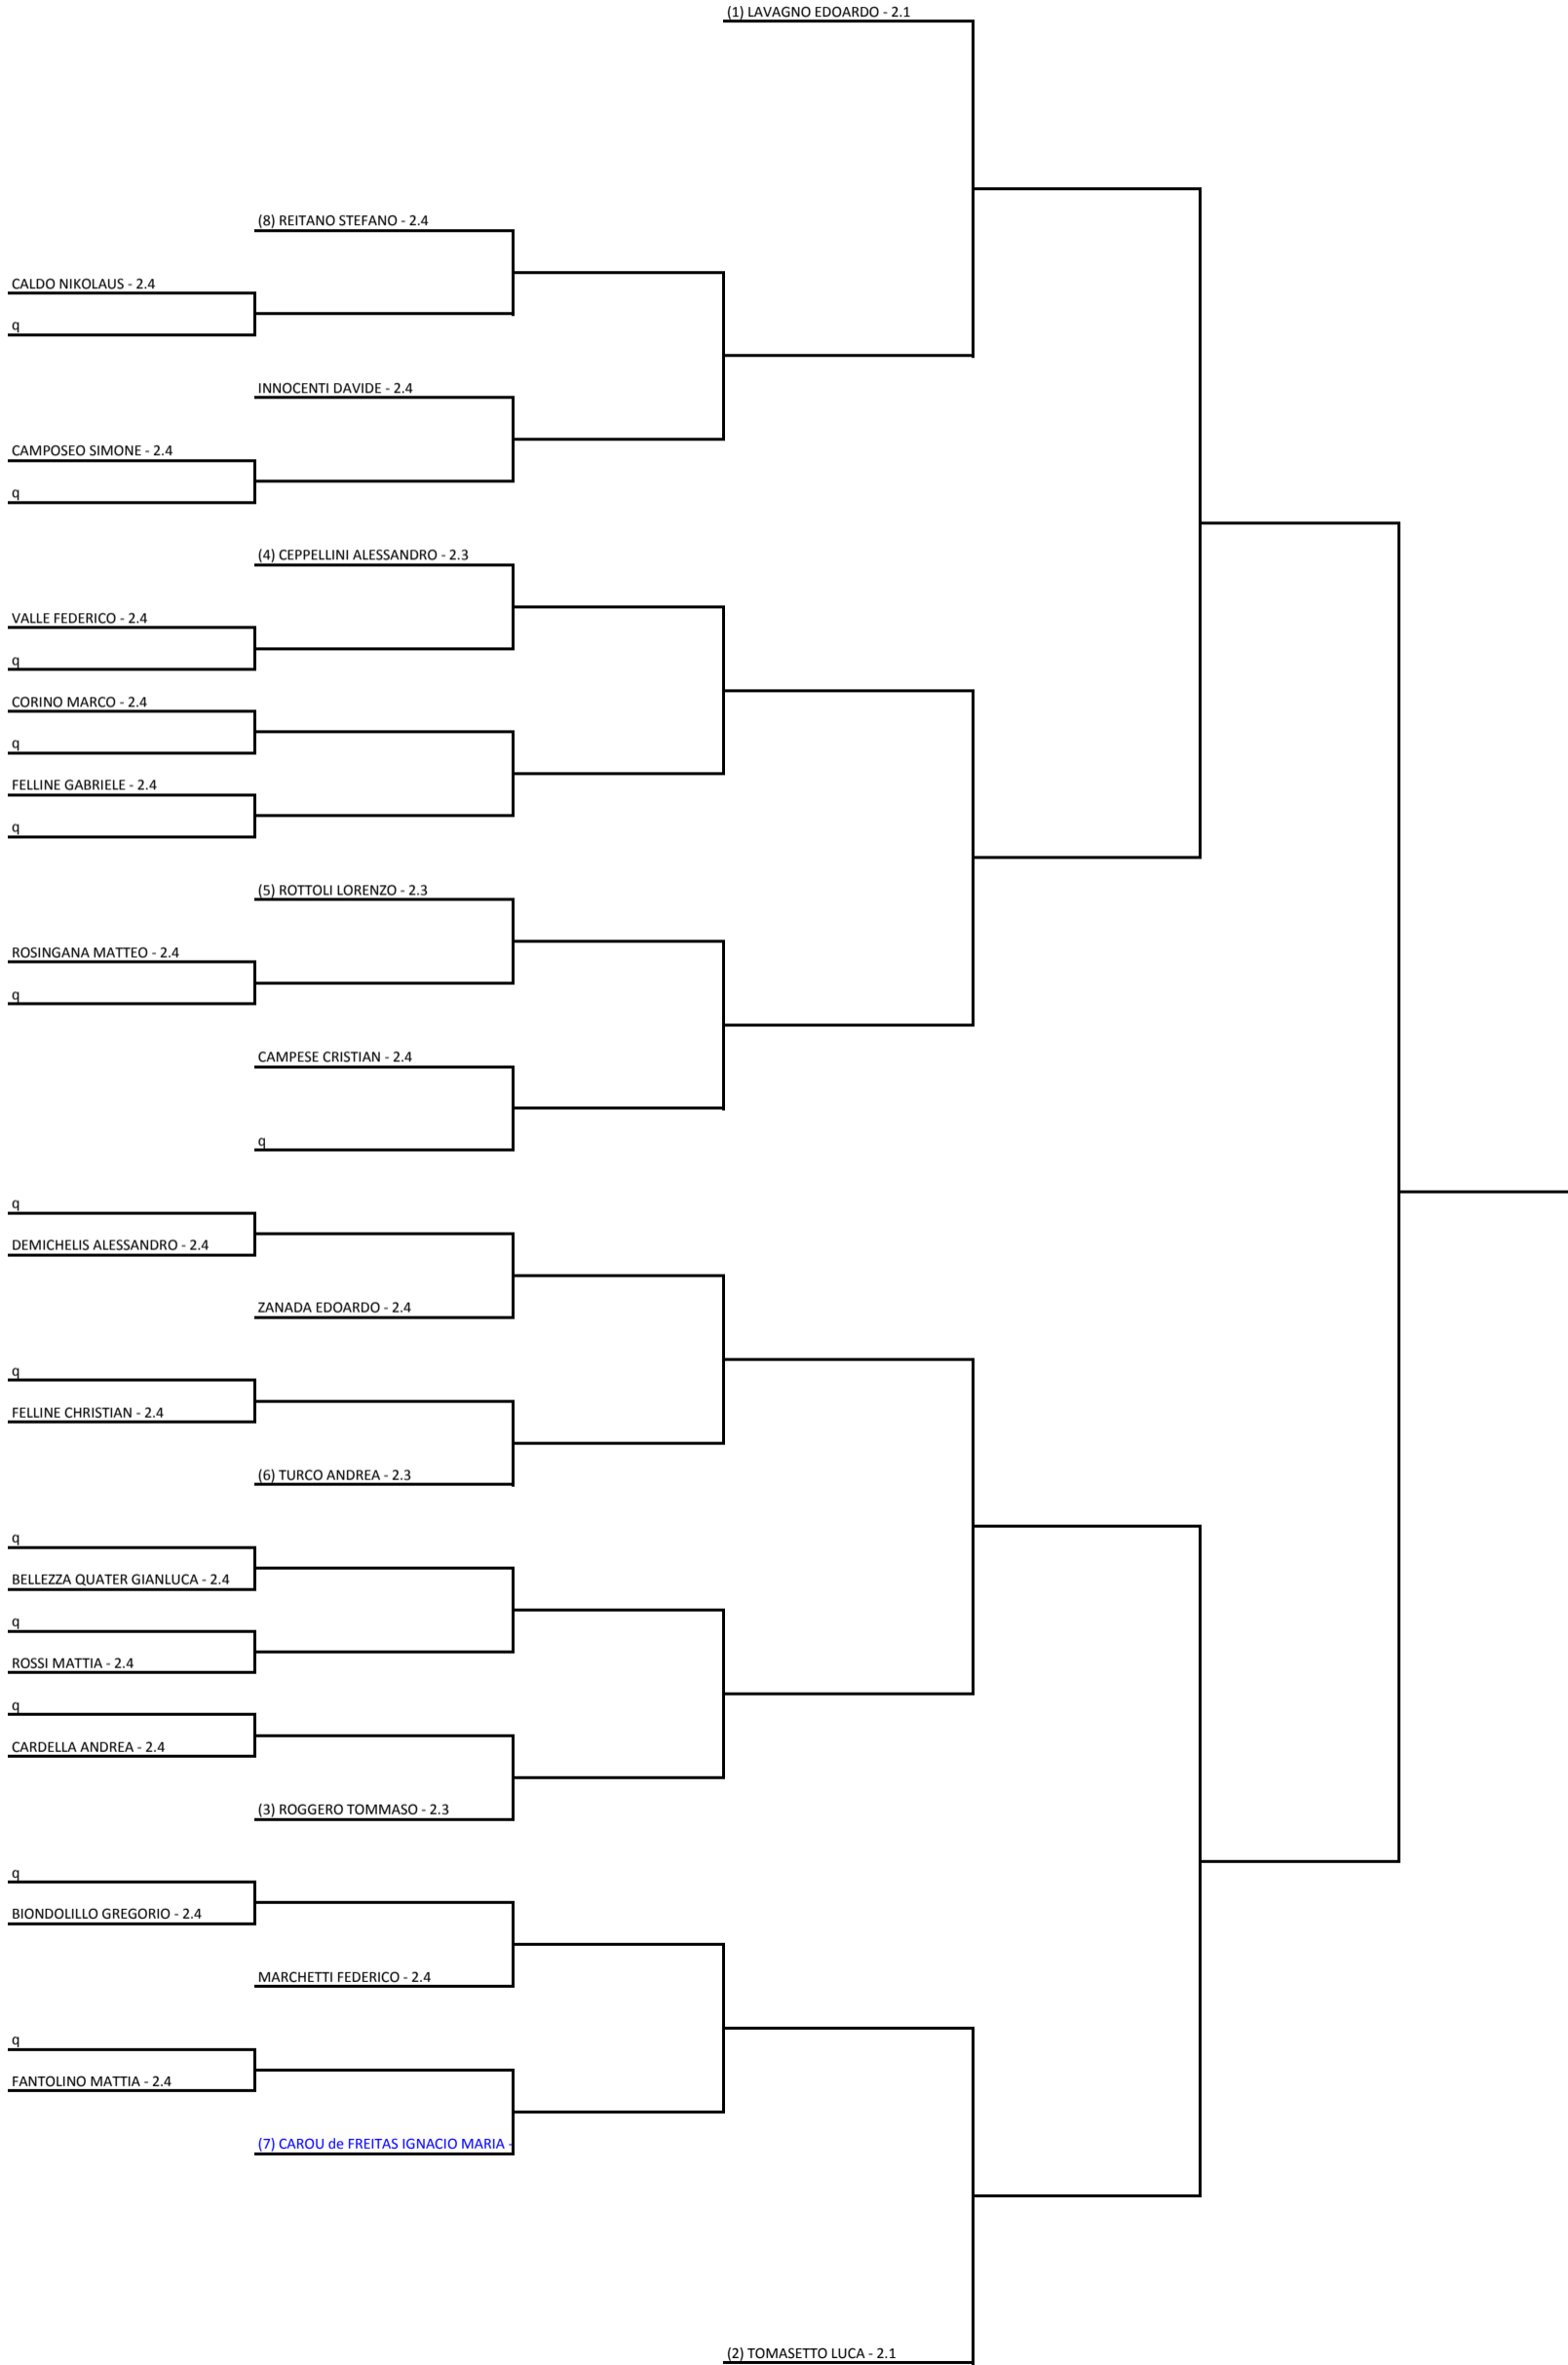 (1) LAVAGNO EDOARDO - 2.1
(8) REITANO STEFANO - 2.4
CALDO NIKOLAUS - 2.4
q
INNOCENTI DAVIDE - 2.4
CAMPOSEO SIMONE - 2.4
q
(4) CEPPELLINI ALESSANDRO - 2.3
VALLE FEDERICO - 2.4
q
CORINO MARCO - 2.4
q
FELLINE GABRIELE - 2.4
q
(5) ROTTOLI LORENZO - 2.3
ROSINGANA MATTEO - 2.4
q
CAMPESE CRISTIAN - 2.4
q
q
DEMICHELIS ALESSANDRO - 2.4
ZANADA EDOARDO - 2.4
q
FELLINE CHRISTIAN - 2.4
(6) TURCO ANDREA - 2.3
q
BELLEZZA QUATER GIANLUCA - 2.4
q
ROSSI MATTIA - 2.4
q
CARDELLA ANDREA - 2.4
(3) ROGGERO TOMMASO - 2.3
q
BIONDOLILLO GREGORIO - 2.4
MARCHETTI FEDERICO - 2.4
q
FANTOLINO MATTIA - 2.4
(7) CAROU de FREITAS IGNACIO MARIA -
(2) TOMASETTO LUCA - 2.1